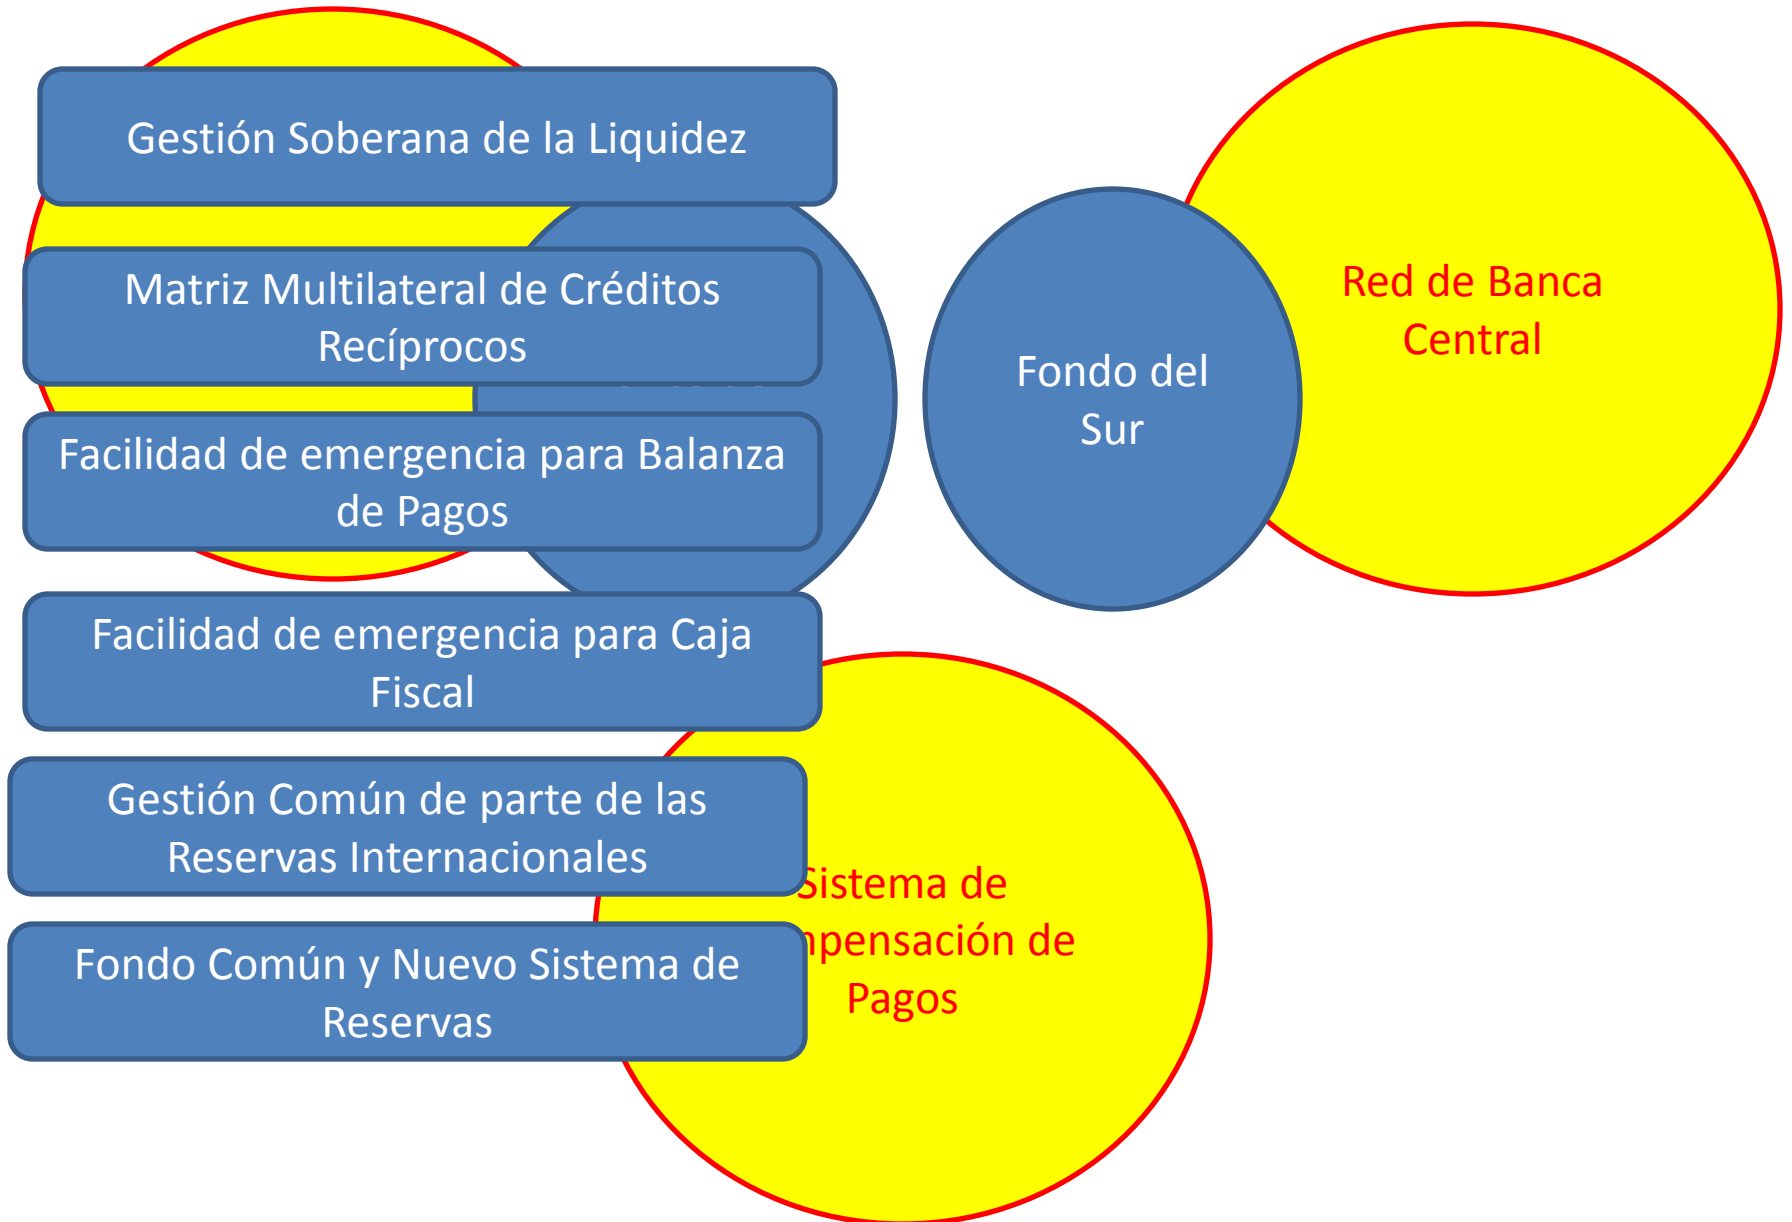 Gestión Soberana de la Liquidez
Matriz Multilateral de Créditos
Recíprocos
Facilidad de emergencia para Balanza
de Pagos
Facilidad de emergencia para Caja
Fiscal
Gestión Común de parte de las
Reservas Internacionales
Fondo Común y Nuevo Sistema de
Reservas
Fondo del
Sur
Red de Banca
Central
Sistema de
de
Pagos